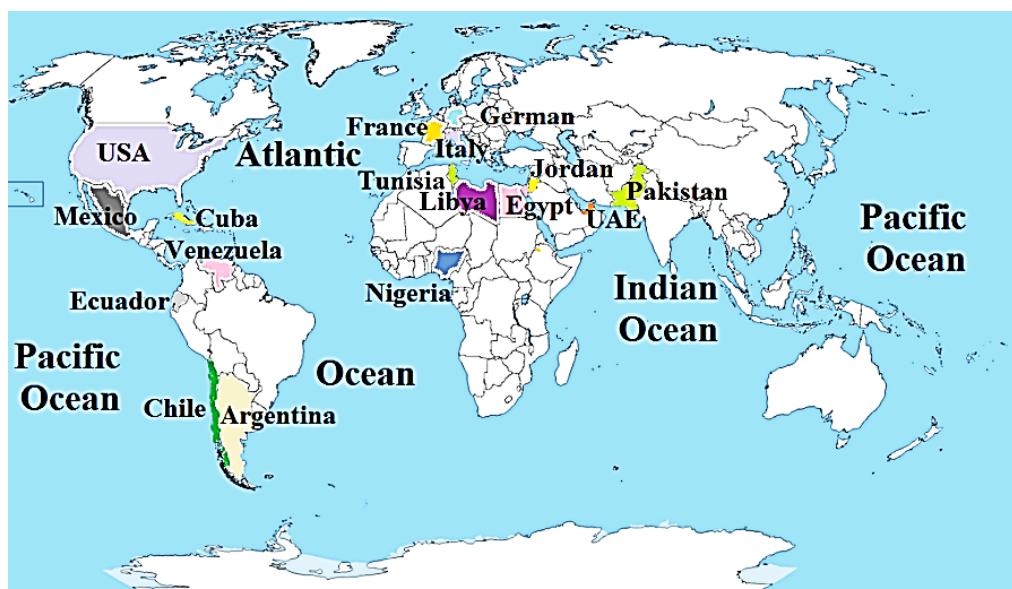 German
France
USA
Italy
Atlantic
Jordan
Tunisia
Pakistan
Libya
Egypt
UAE
Mexico
Cuba
Pacific
Ocean
Venezuela
Nigeria
Indian
Ocean
Ecuador
Pacific
Ocean
Ocean
Chile
Argentina